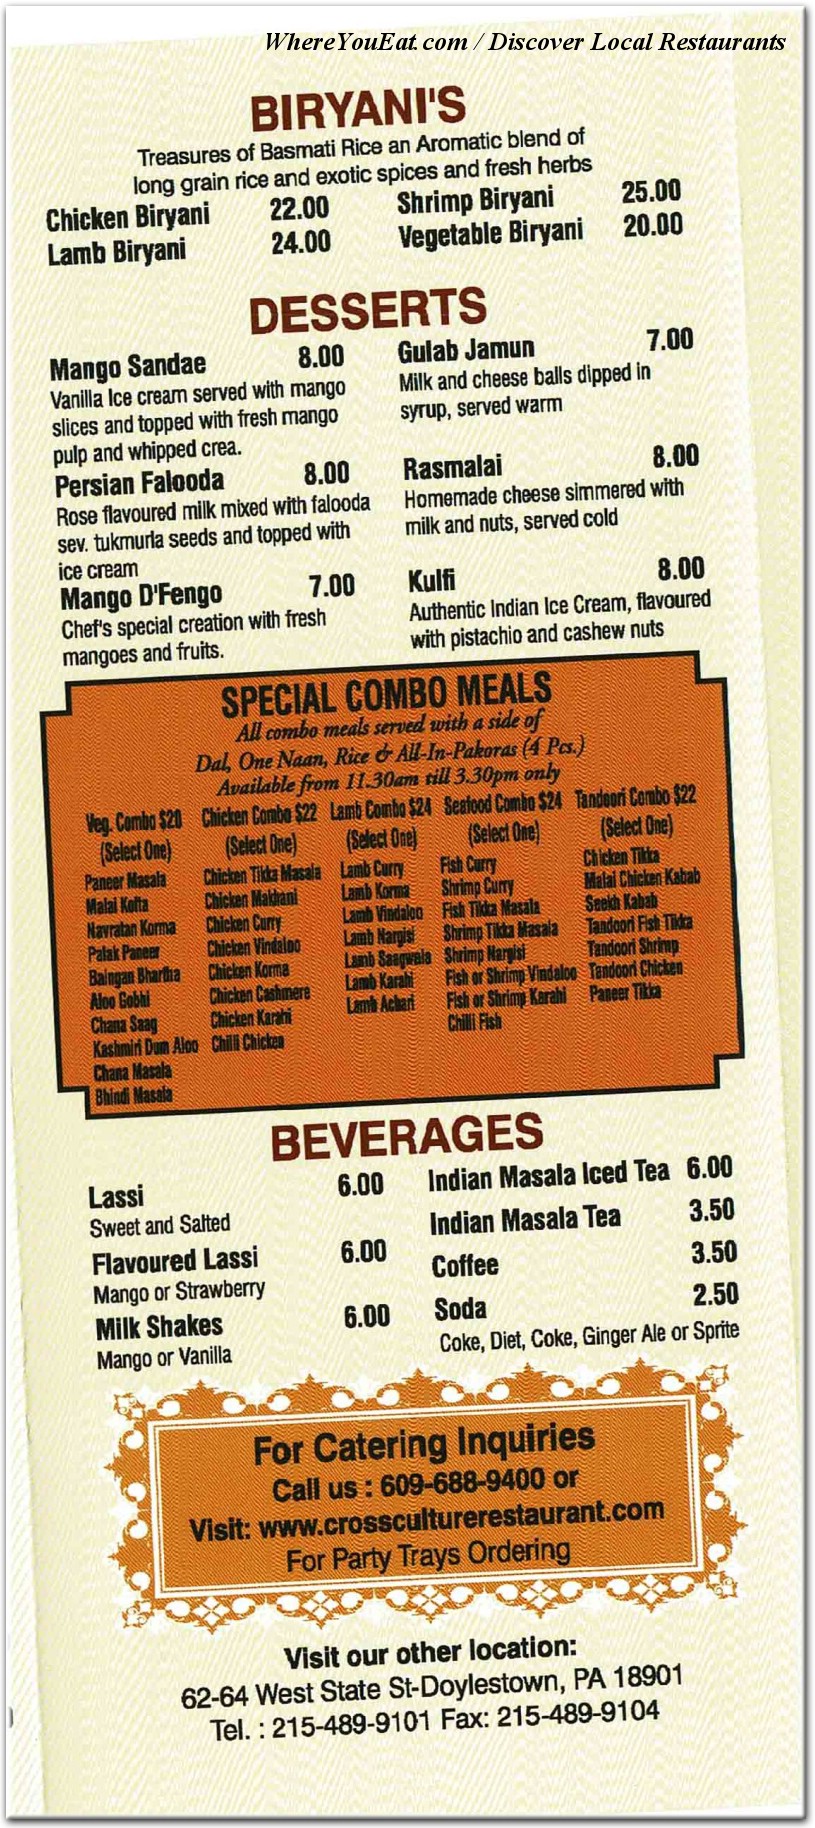 WhereYouEat.com / Discover Local Restaurants
BIRYANI'S
Treasures of Basmati Rice an Aromatic blend of
long grain rice and exotic spices and fresh herbs
Chicken Biryani 22.00
Lamb Biryani 24.00
Shrimp Biryani 25.00
Vegetable Biryani 20.00
DESSERTS
Mango Sandae 8.00
Vanilla Ice cream served with mango
slices and topped with fresh mango
pulp and whipped crea.
Persian Falooda 8.00
Rose flavoured milk mixed with falooda
sev. tukmurla seeds and topped with
ice cream
Mango D'Fengo 7.00
Chef's special creation with fresh
mangoes and fruits.
Gulab Jamun 7.00
Milk and cheese balls dipped in
syrup, served warm
Rasmalai 8.00
Homemade cheese simmered with
milk and nuts, served cold
Kulfi 8.00
Authentic Indian Ice Cream, flavoured
with pistachio and cashew nuts
SPECIAL COMBO MEALS
All combo meals served with a side of
Dal, One Naan, Rice & All-In-Pakoras (4 Pcs.)
Available from 11.30am till 3.30pm only
Veg. Combo $20
(Select One)
Paneer Masala
Malai Kofta
Navratan Korma
Palak Paneer
Baingan Bhartha
Aloo Gobhi
Chana Saag
Kashmiri Dum Aloo
Chana Masala
Bhindi Masala
Chicken Combo $22
(Select One)
Chicken Tikka Masala
Chicken Makhani
Chicken Curry
Chicken Vindaloo
Chicken Korma
Chicken Cashmere
Chicken Karahi
Chilli Chicken
Lamb Combo $24
(Select One)
Lamb Curry
Lamb Korma
Lamb Vindaloo
Lamb Nargisi
Lamb Saagwala
Lamb Karahi
Lamb Achari
Seafood Combo $24
(Select One)
Fish Curry
Shrimp Curry
Fish Tikka Masala
Shrimp Tikka Masala
Shrimp Nargisi
Fish or Shrimp Vindaloo
Fish or Shrimp Karahi
Chilli Fish
Tandoori Combo $22
(Select One)
Chicken Tikka
Malai Chicken Kabab
Seekh Kabab
Tandoori Fish Tikka
Tandoori Shrimp
Tandoori Chicken
Paneer Tikka
BEVERAGES
Lassi 6.00
Sweet and Salted
Flavoured Lassi 6.00
Mango or Strawberry
Milk Shakes 6.00
Mango or Vanilla
Indian Masala Iced Tea 6.00
Indian Masala Tea 3.50
Coffee 3.50
Soda 2.50
Coke, Diet, Coke, Ginger Ale or Sprite
For Catering Inquiries
Call us : 609-688-9400 or
Visit: www.crossculturerestaurant.com
For Party Trays Ordering
Visit our other location:
62-64 West State St-Doylestown, PA 18901
Tel. : 215-489-9101 Fax: 215-489-9104